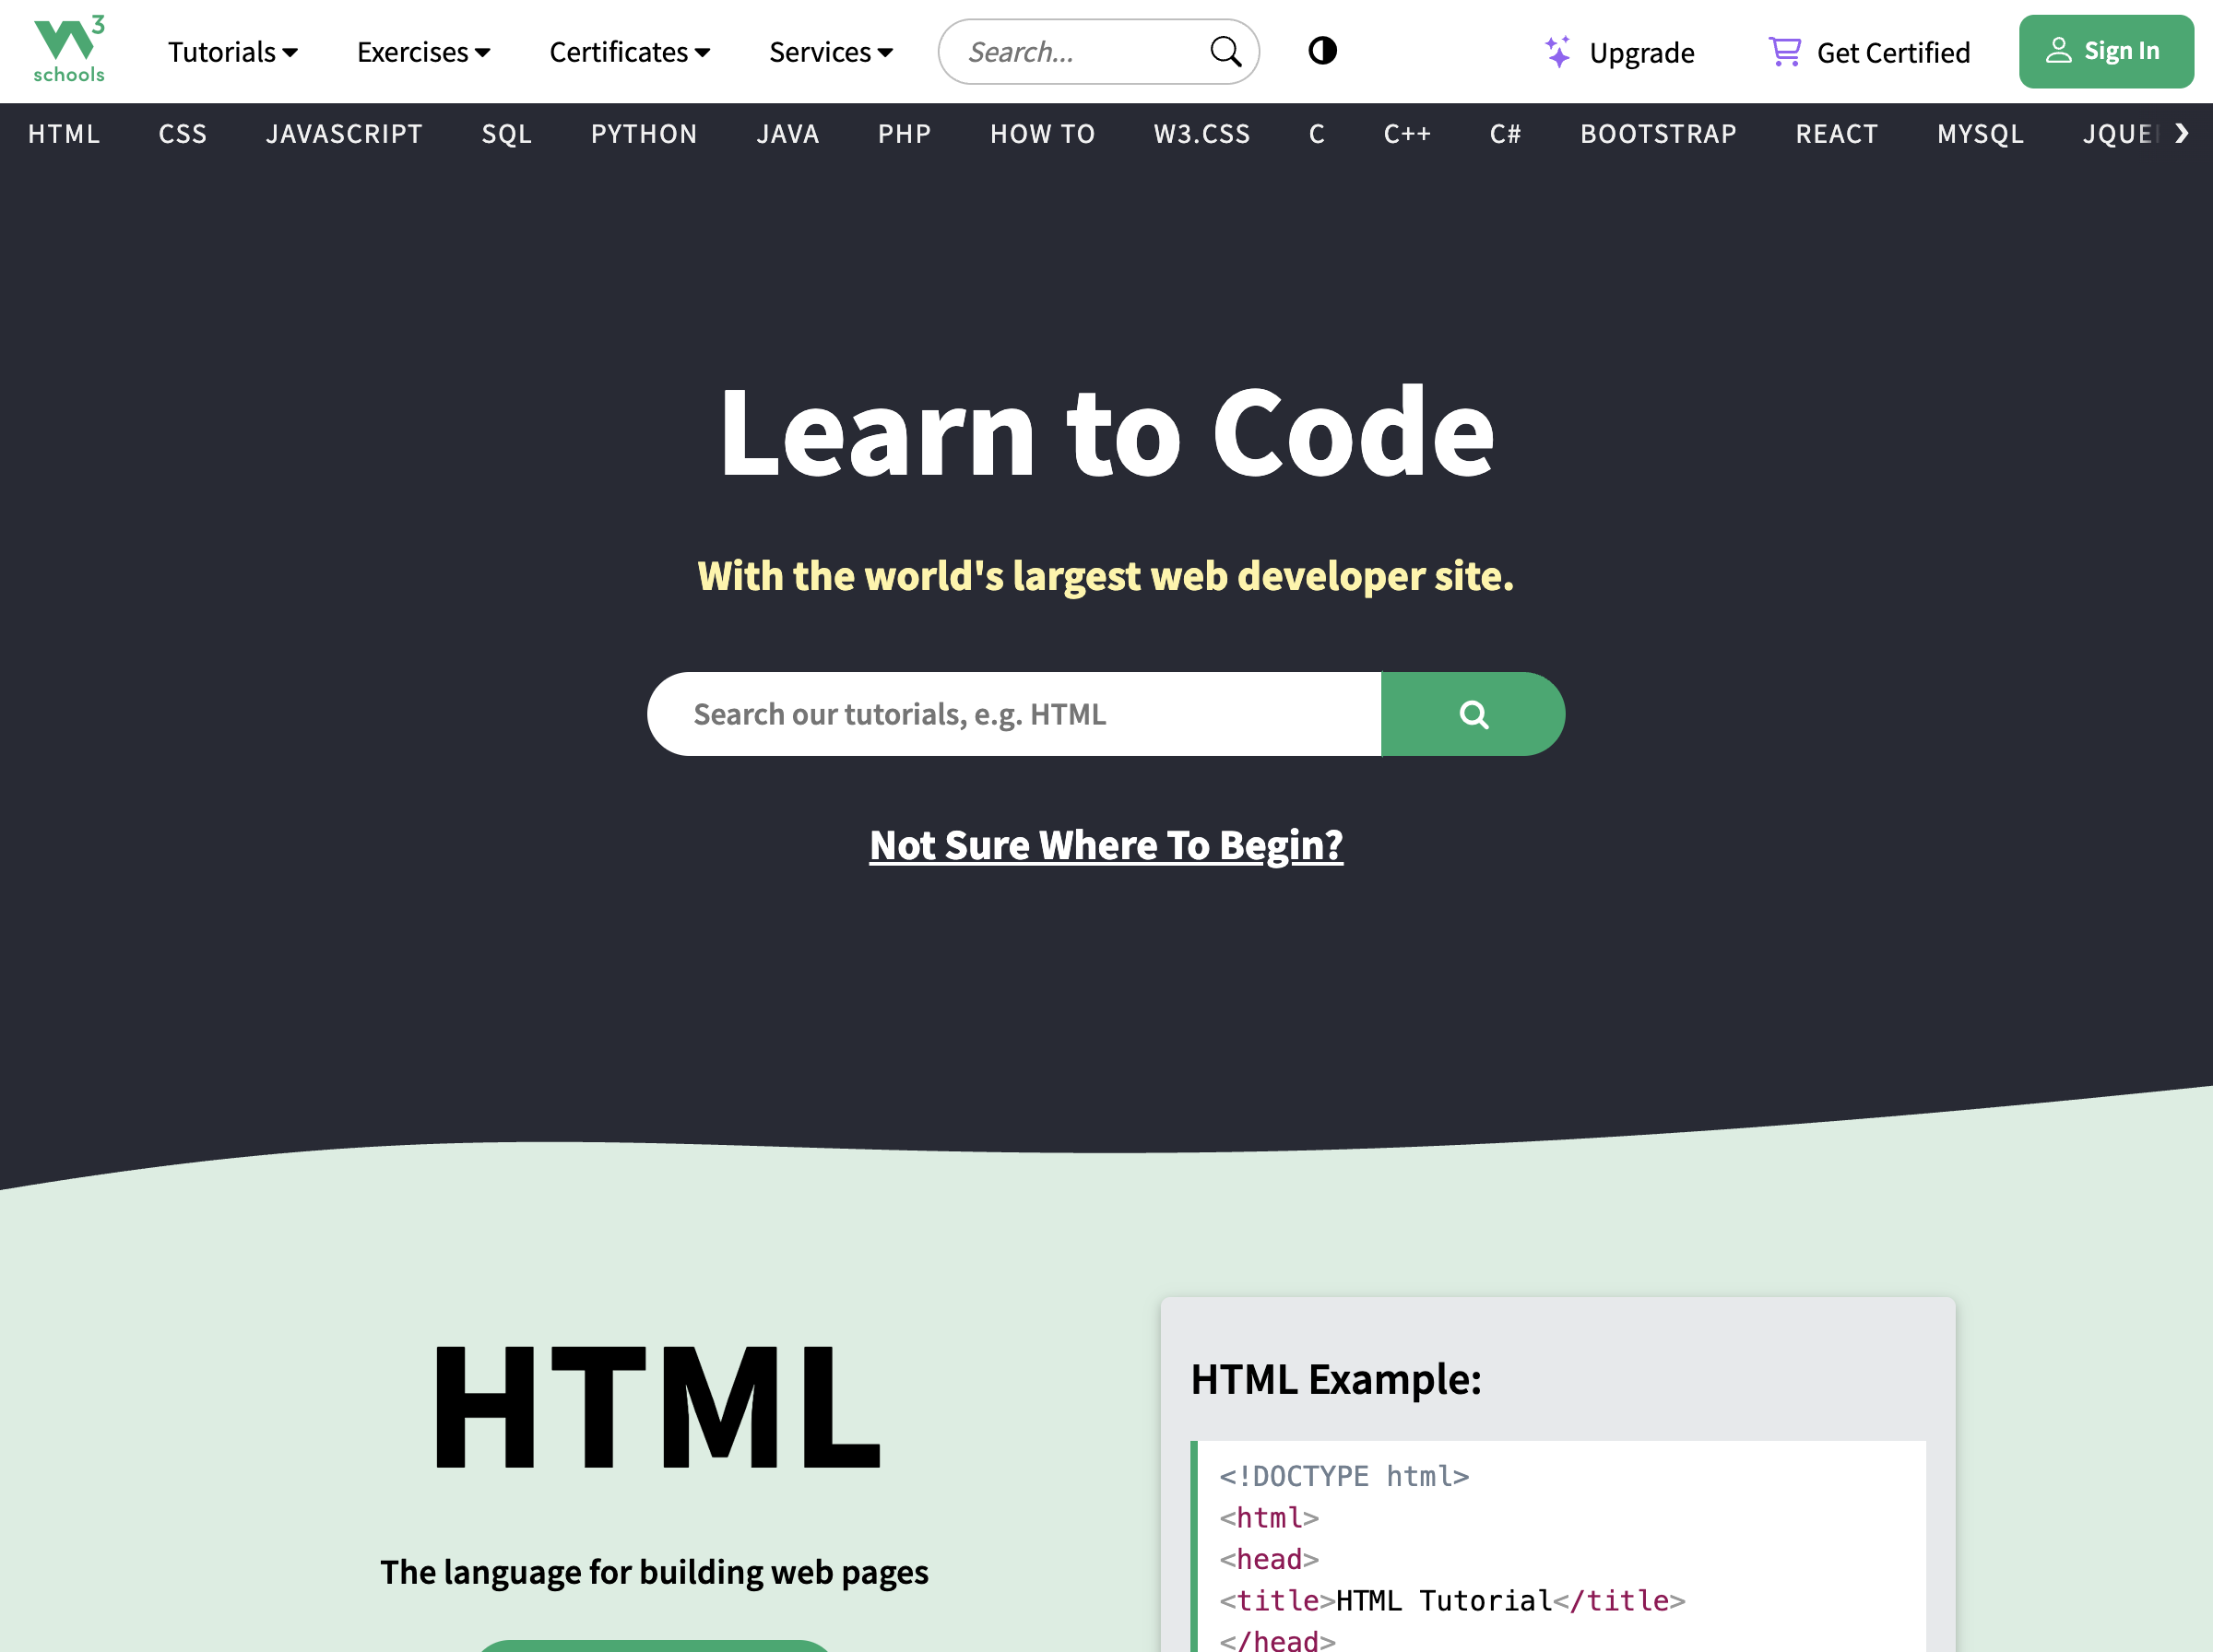 W3 schools
Tutorials Exercises Certificates Services Search... Upgrade Get Certified Sign In
HTML CSS JAVASCRIPT SQL PYTHON JAVA PHP HOW TO W3.CSS C C++ C# BOOTSTRAP REACT MYSQL
Learn to Code
With the world's largest web developer site.
Search our tutorials, e.g. HTML
Not Sure Where To Begin?
HTML
The language for building web pages
HTML Example:
<!DOCTYPE html>
<html>
<head>
<title>HTML Tutorial</title>
</head>